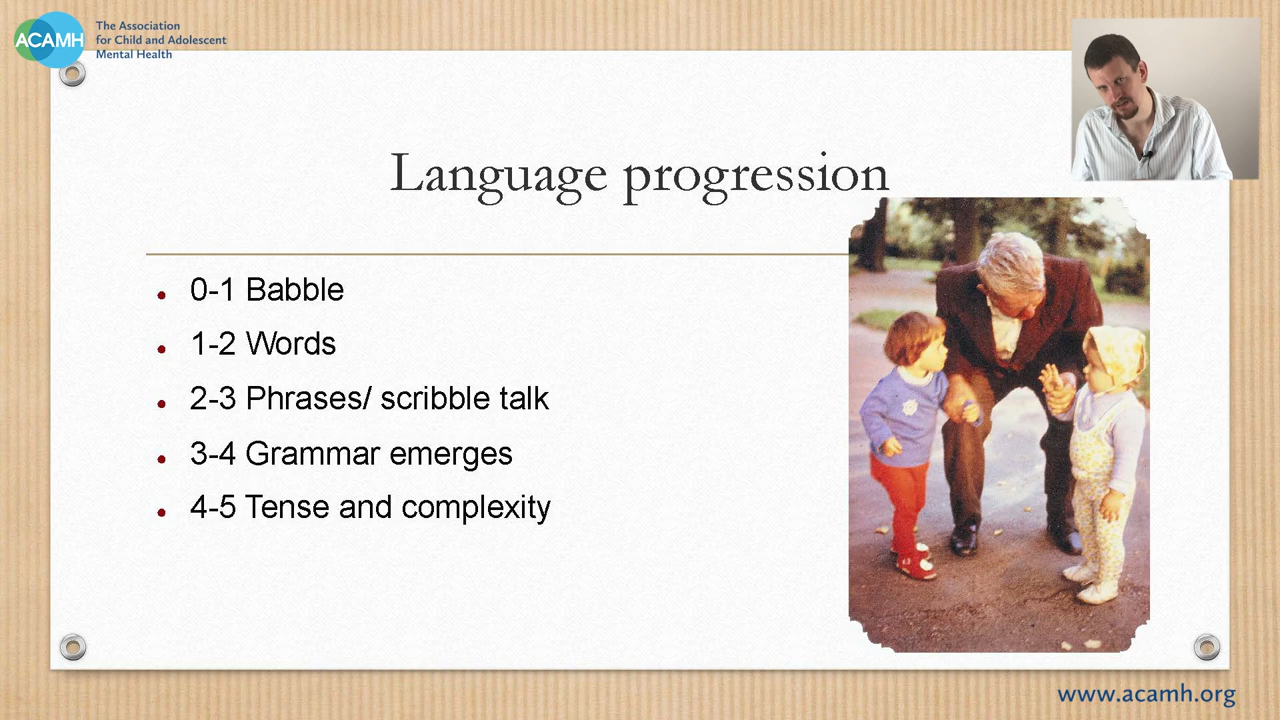 ACAMH
The Association
for Child and Adolescent
Mental Health
Language progression
0-1 Babble
1-2 Words
2-3 Phrases/ scribble talk
3-4 Grammar emerges
4-5 Tense and complexity
www.acamh.org